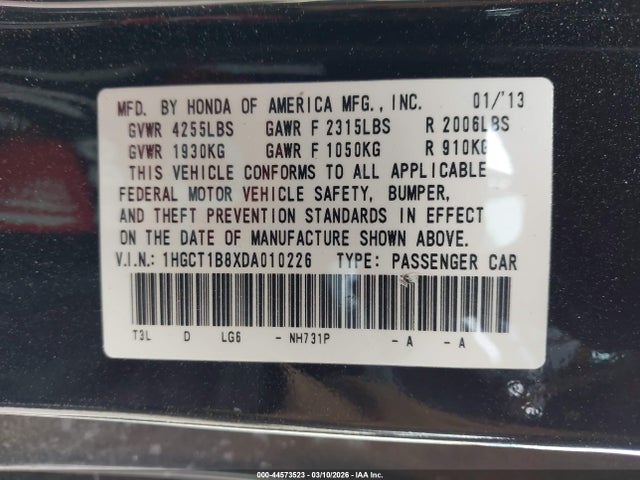 MFD. BY HONDA OF AMERICA MFG., INC. 01/'13
GVWR 4255LBS GAWR F 2315LBS R 2006LBS
GVWR 1930KG GAWR F 1050KG R 910KG
THIS VEHICLE CONFORMS TO ALL APPLICABLE
FEDERAL MOTOR VEHICLE SAFETY, BUMPER,
AND THEFT PREVENTION STANDARDS IN EFFECT
ON THE DATE OF MANUFACTURE SHOWN ABOVE.
V.I.N.: 1HGCT1B8XDA010226 TYPE: PASSENGER CAR
T3L D LG6 - NH731P - A - A
000-44573523 — 03/10/2026 — IAA Inc.